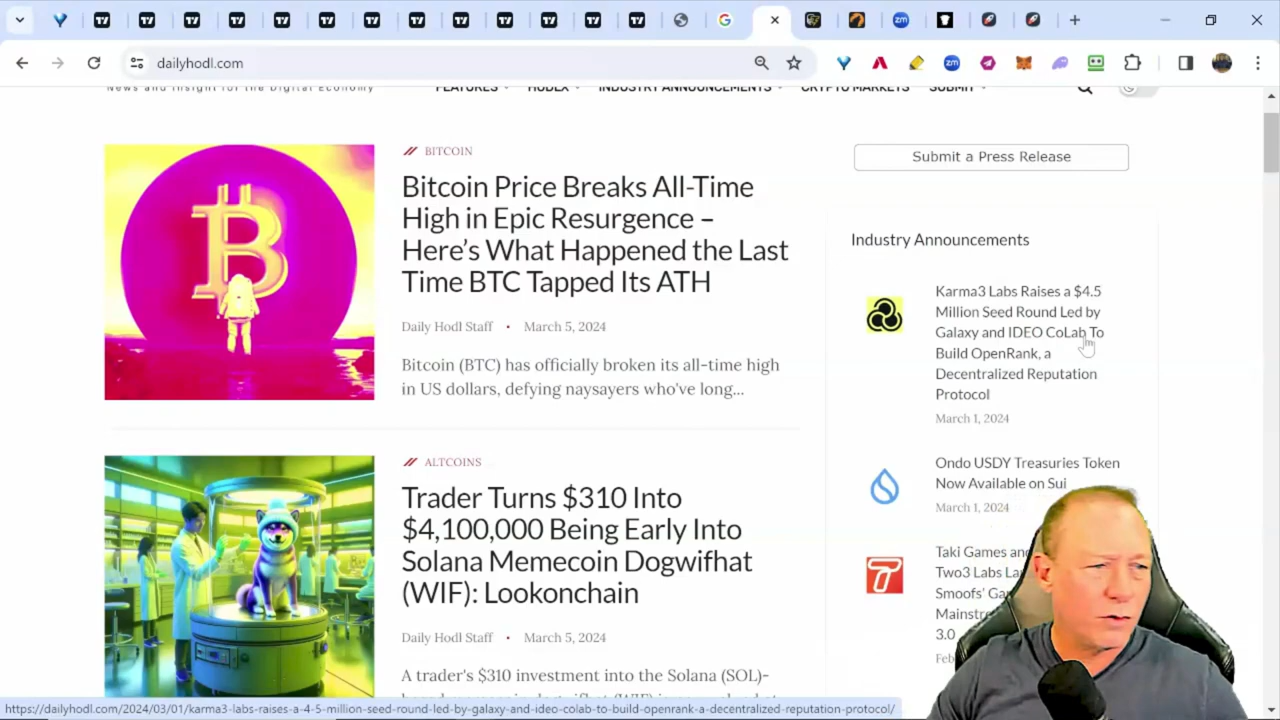 dailyhodl.com
News and Insight for the Digital Economy
FEATURES
HODLX
INDUSTRY ANNOUNCEMENTS
CRYPTO MARKETS
SUBMIT
BITCOIN
Bitcoin Price Breaks All-Time
High in Epic Resurgence –
Here's What Happened the Last
Time BTC Tapped Its ATH
Daily Hodl Staff • March 5, 2024
Bitcoin (BTC) has officially broken its all-time high
in US dollars, defying naysayers who've long...
ALTCOINS
Trader Turns $310 Into
$4,100,000 Being Early Into
Solana Memecoin Dogwifhat
(WIF): Lookonchain
Daily Hodl Staff • March 5, 2024
A trader's $310 investment into the Solana (SOL)-
Submit a Press Release
Industry Announcements
Karma3 Labs Raises a $4.5
Million Seed Round Led by
Galaxy and IDEO CoLab To
Build OpenRank, a
Decentralized Reputation
Protocol
March 1, 2024
Ondo USDY Treasuries Token
Now Available on Sui
March 1, 2024
Taki Games and
Two3 Labs
Smoofs'
3.0
https://dailyhodl.com/2024/03/01/karma3-labs-raises-a-4-5-million-seed-round-led-by-galaxy-and-ideo-colab-to-build-openrank-a-decentralized-reputation-protocol/